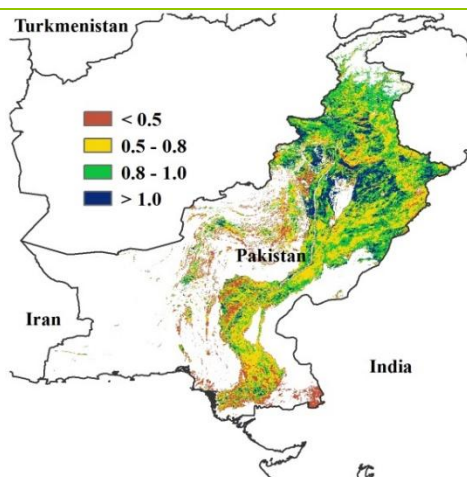 Turkmenistan
< 0.5
0.5 - 0.8
0.8 - 1.0
> 1.0
Pakistan
Iran
India